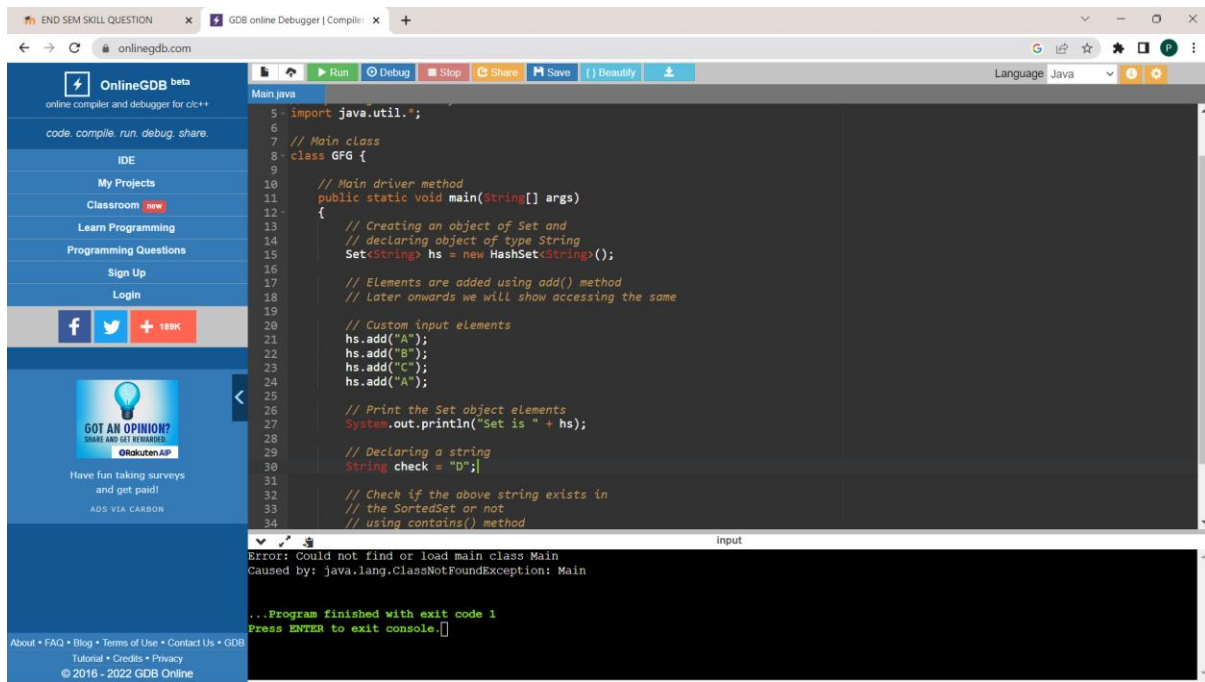 END SEM SKILL QUESTION
GDB online Debugger | Compiler
onlinegdb.com
P
OnlineGDB beta
online compiler and debugger for c/c++
code. compile. run. debug. share.
IDE
My Projects
Classroom new
Learn Programming
Programming Questions
Sign Up
Login
189K
GOT AN OPINION?
SHARE AND GET REWARDED.
Rakuten AIP
Have fun taking surveys
and get paid!
ADS VIA CARBON
About • FAQ • Blog • Terms of Use • Contact Us • GDB
Tutorial • Credits • Privacy
© 2016 - 2022 GDB Online
Run Debug Stop Share Save {} Beautify
Language Java
Main.java
5 import java.util.*;
6
7 // Main class
8 class GFG {
9
10 // Main driver method
11 public static void main(String[] args)
12 {
13 // Creating an object of Set and
14 // declaring object of type String
15 Set<String> hs = new HashSet<String>();
16
17 // Elements are added using add() method
18 // Later onwards we will show accessing the same
19
20 // Custom input elements
21 hs.add("A");
22 hs.add("B");
23 hs.add("C");
24 hs.add("A");
25
26 // Print the Set object elements
27 System.out.println("Set is " + hs);
28
29 // Declaring a string
30 String check = "D";
31
32 // Check if the above string exists in
33 // the SortedSet or not
34 // using contains() method
input
Error: Could not find or load main class Main
Caused by: java.lang.ClassNotFoundException: Main
...Program finished with exit code 1
Press ENTER to exit console.